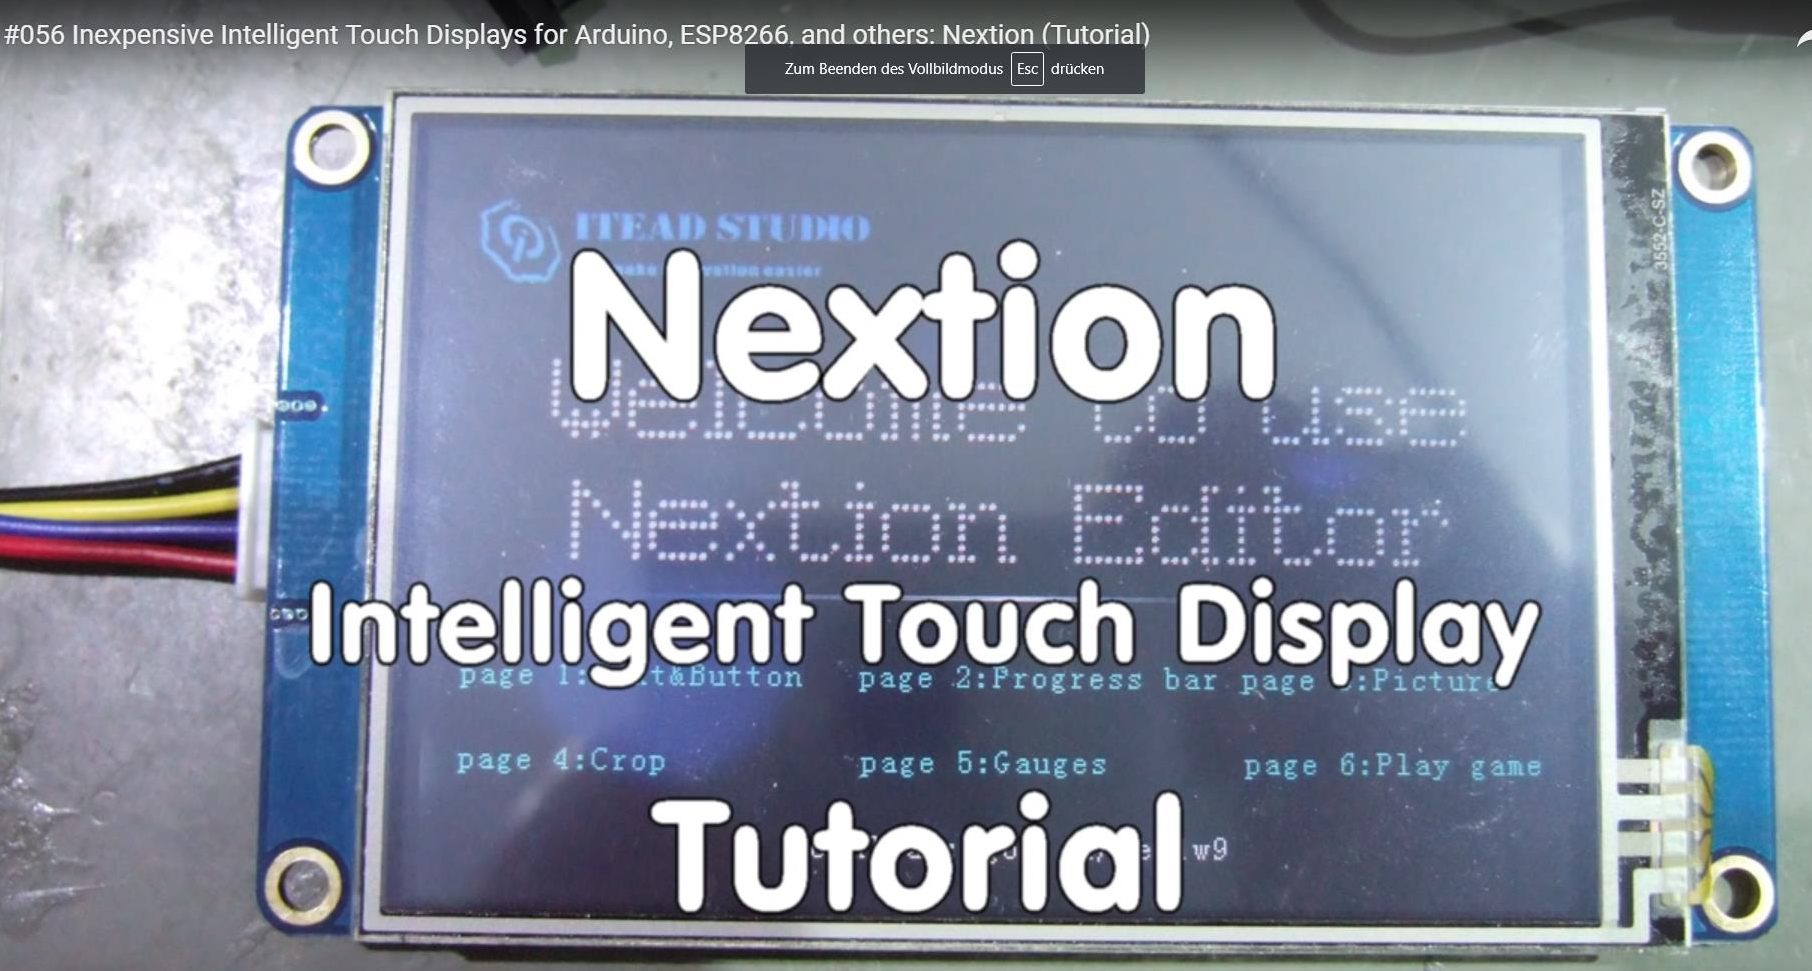 #056 Inexpensive Intelligent Touch Displays for Arduino, ESP8266. and others: Nextion (Tutorial)
Zum Beenden des Vollbildmodus Esc drücken
ITEAD STUDIO
easier
3552-C-SZ
Nextion
Welcome to use
Nextion Editor
Intelligent Touch Display
page 1: &Button page 2:Progress bar page :Picture
page 4:Crop page 5:Gauges page 6:Play game
Tutorial